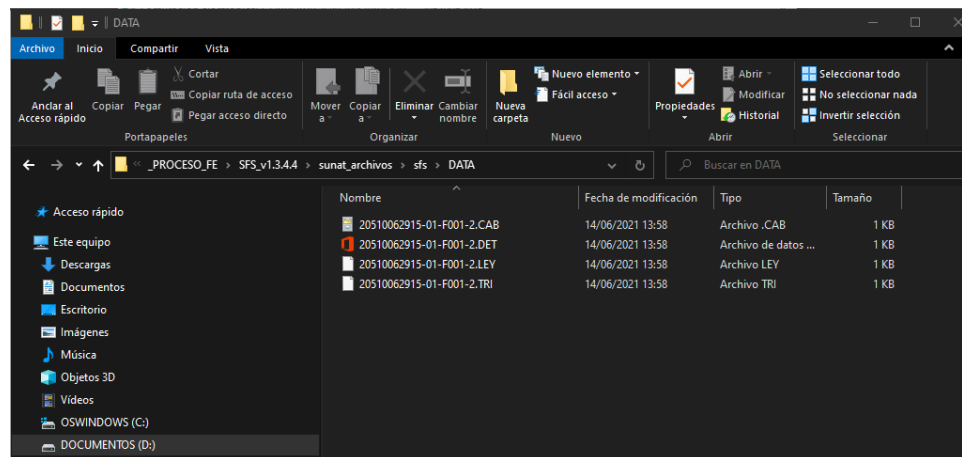 DATA
Archivo Inicio Compartir Vista
Anclar al Acceso rápido
Copiar
Pegar
Cortar
Copiar ruta de acceso
Pegar acceso directo
Portapapeles
Mover a
Copiar a
Eliminar
Cambiar nombre
Organizar
Nueva carpeta
Nuevo elemento
Fácil acceso
Nuevo
Propiedades
Abrir
Modificar
Historial
Abrir
Seleccionar todo
No seleccionar nada
Invertir selección
Seleccionar
« _PROCESO_FE > SFS_v1.3.4.4 > sunat_archivos > sfs > DATA
Buscar en DATA
Nombre Fecha de modificación Tipo Tamaño
20510062915-01-F001-2.CAB 14/06/2021 13:58 Archivo .CAB 1 KB
20510062915-01-F001-2.DET 14/06/2021 13:58 Archivo de datos ... 1 KB
20510062915-01-F001-2.LEY 14/06/2021 13:58 Archivo LEY 1 KB
20510062915-01-F001-2.TRI 14/06/2021 13:58 Archivo TRI 1 KB
Acceso rápido
Este equipo
Descargas
Documentos
Escritorio
Imágenes
Música
Objetos 3D
Vídeos
OSWINDOWS (C:)
DOCUMENTOS (D:)